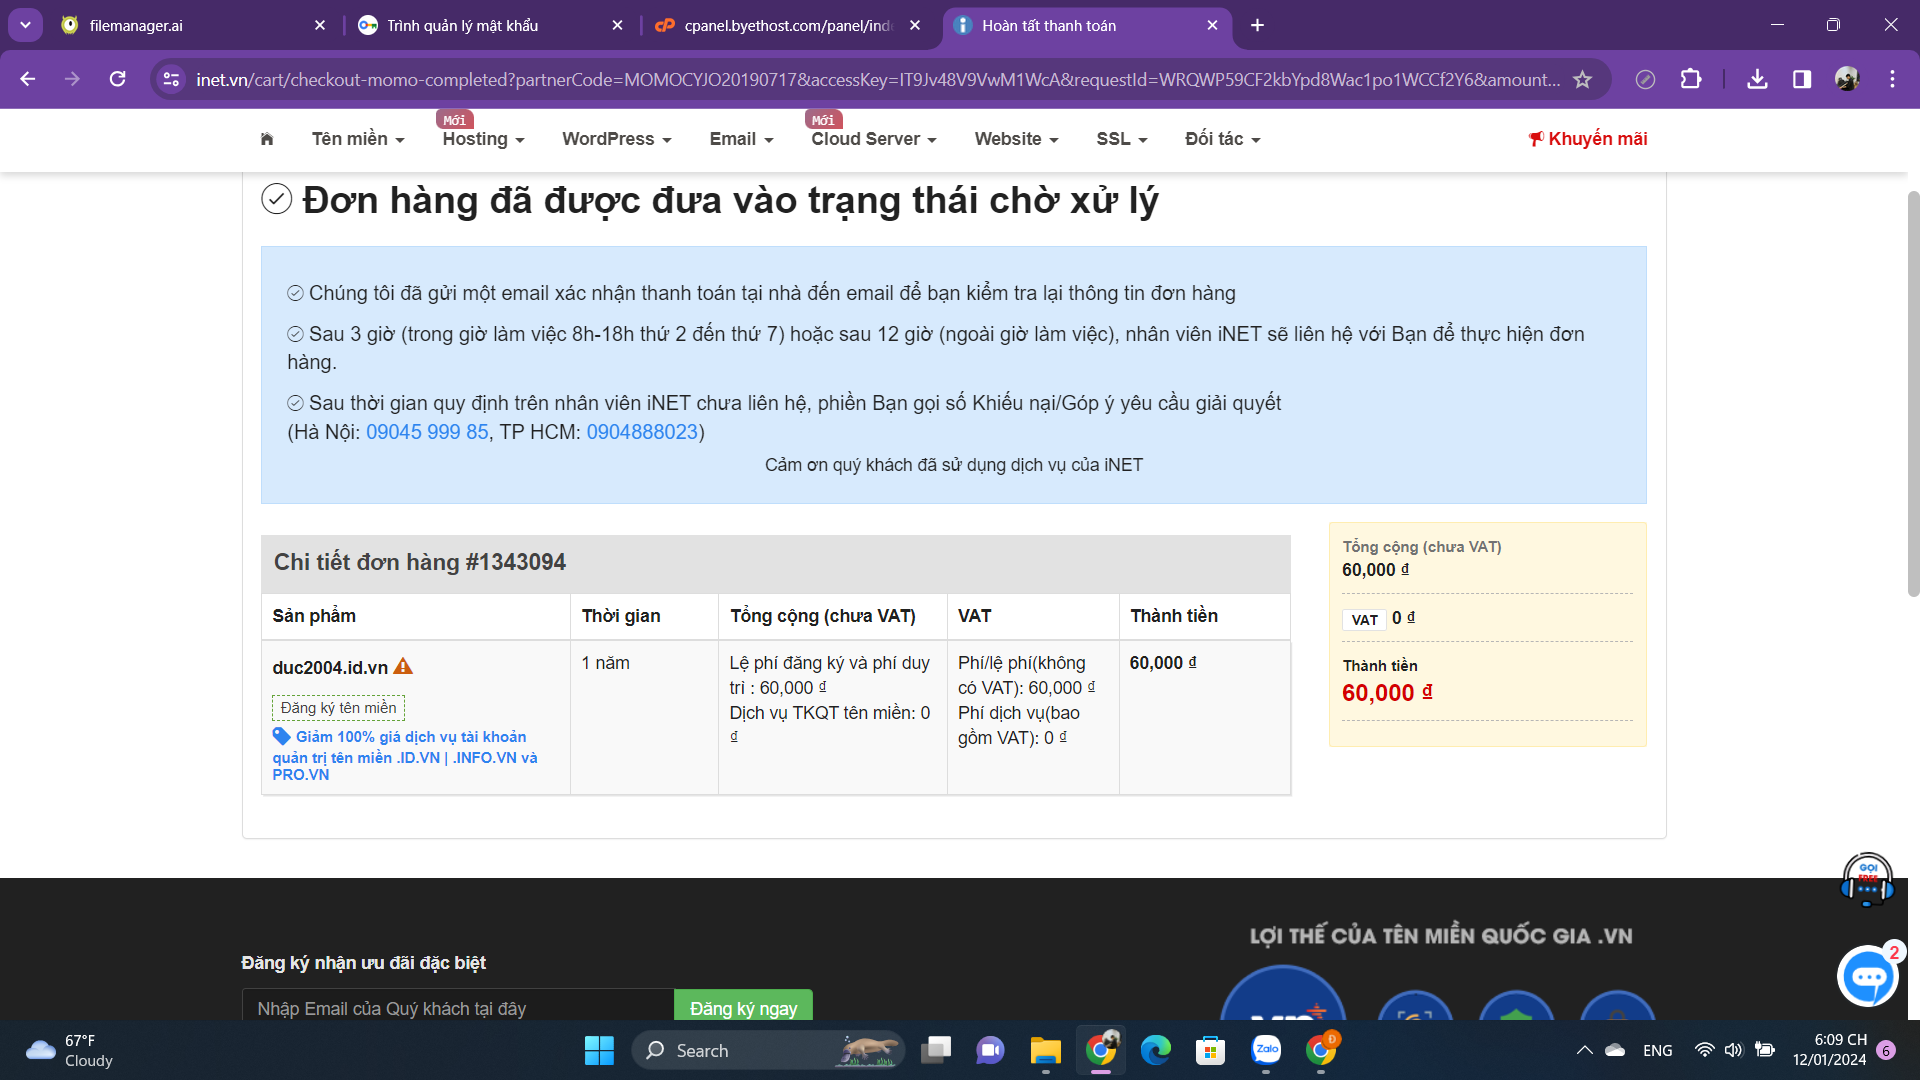 filemanager.ai
Trình quản lý mật khẩu
cpanel.byethost.com/panel/ind
Hoàn tất thanh toán
inet.vn/cart/checkout-momo-completed?partnerCode=MOMOCYJO20190717&accessKey=IT9Jv48V9VwM1WcA&requestId=WRQWP59CF2kbYpd8Wac1po1WCCf2Y6&amount...
Mới
Mới
Tên miền
Hosting
WordPress
Email
Cloud Server
Website
SSL
Đối tác
Khuyến mãi
Đơn hàng đã được đưa vào trạng thái chờ xử lý
Chúng tôi đã gửi một email xác nhận thanh toán tại nhà đến email để bạn kiểm tra lại thông tin đơn hàng
Sau 3 giờ (trong giờ làm việc 8h-18h thứ 2 đến thứ 7) hoặc sau 12 giờ (ngoài giờ làm việc), nhân viên iNET sẽ liên hệ với Bạn để thực hiện đơn
hàng.
Sau thời gian quy định trên nhân viên iNET chưa liên hệ, phiền Bạn gọi số Khiếu nại/Góp ý yêu cầu giải quyết
(Hà Nội: 09045 999 85, TP HCM: 0904888023)
Cảm ơn quý khách đã sử dụng dịch vụ của iNET
Chi tiết đơn hàng #1343094
Sản phẩm
Thời gian
Tổng cộng (chưa VAT)
VAT
Thành tiền
duc2004.id.vn
Đăng ký tên miền
Giảm 100% giá dịch vụ tài khoản
quản trị tên miền .ID.VN | .INFO.VN và
PRO.VN
1 năm
Lệ phí đăng ký và phí duy
trì : 60,000 ₫
Dịch vụ TKQT tên miền: 0
₫
Phí/lệ phí(không
có VAT): 60,000 ₫
Phí dịch vụ(bao
gồm VAT): 0 ₫
60,000 ₫
Tổng cộng (chưa VAT)
60,000 ₫
VAT 0 ₫
Thành tiền
60,000 ₫
GỌI
FREE
LỢI THẾ CỦA TÊN MIỀN QUỐC GIA .VN
Đăng ký nhận ưu đãi đặc biệt
Nhập Email của Quý khách tại đây
Đăng ký ngay
2
67°F
Cloudy
Search
Zalo
Đ
ENG
6:09 CH
12/01/2024
6